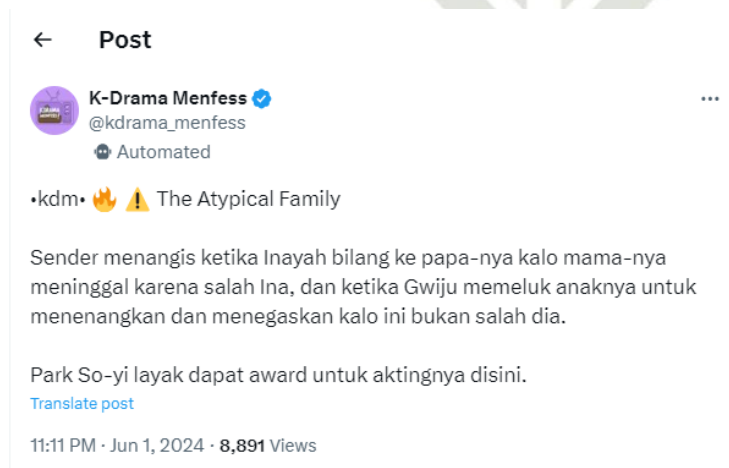 ← Post
K-Drama Menfess
@kdrama_menfess
Automated
•kdm• 🔥 ⚠️ The Atypical Family
Sender menangis ketika Inayah bilang ke papa-nya kalo mama-nya
meninggal karena salah Ina, dan ketika Gwiju memeluk anaknya untuk
menenangkan dan menegaskan kalo ini bukan salah dia.
Park So-yi layak dapat award untuk aktingnya disini.
Translate post
11:11 PM · Jun 1, 2024 · 8,891 Views